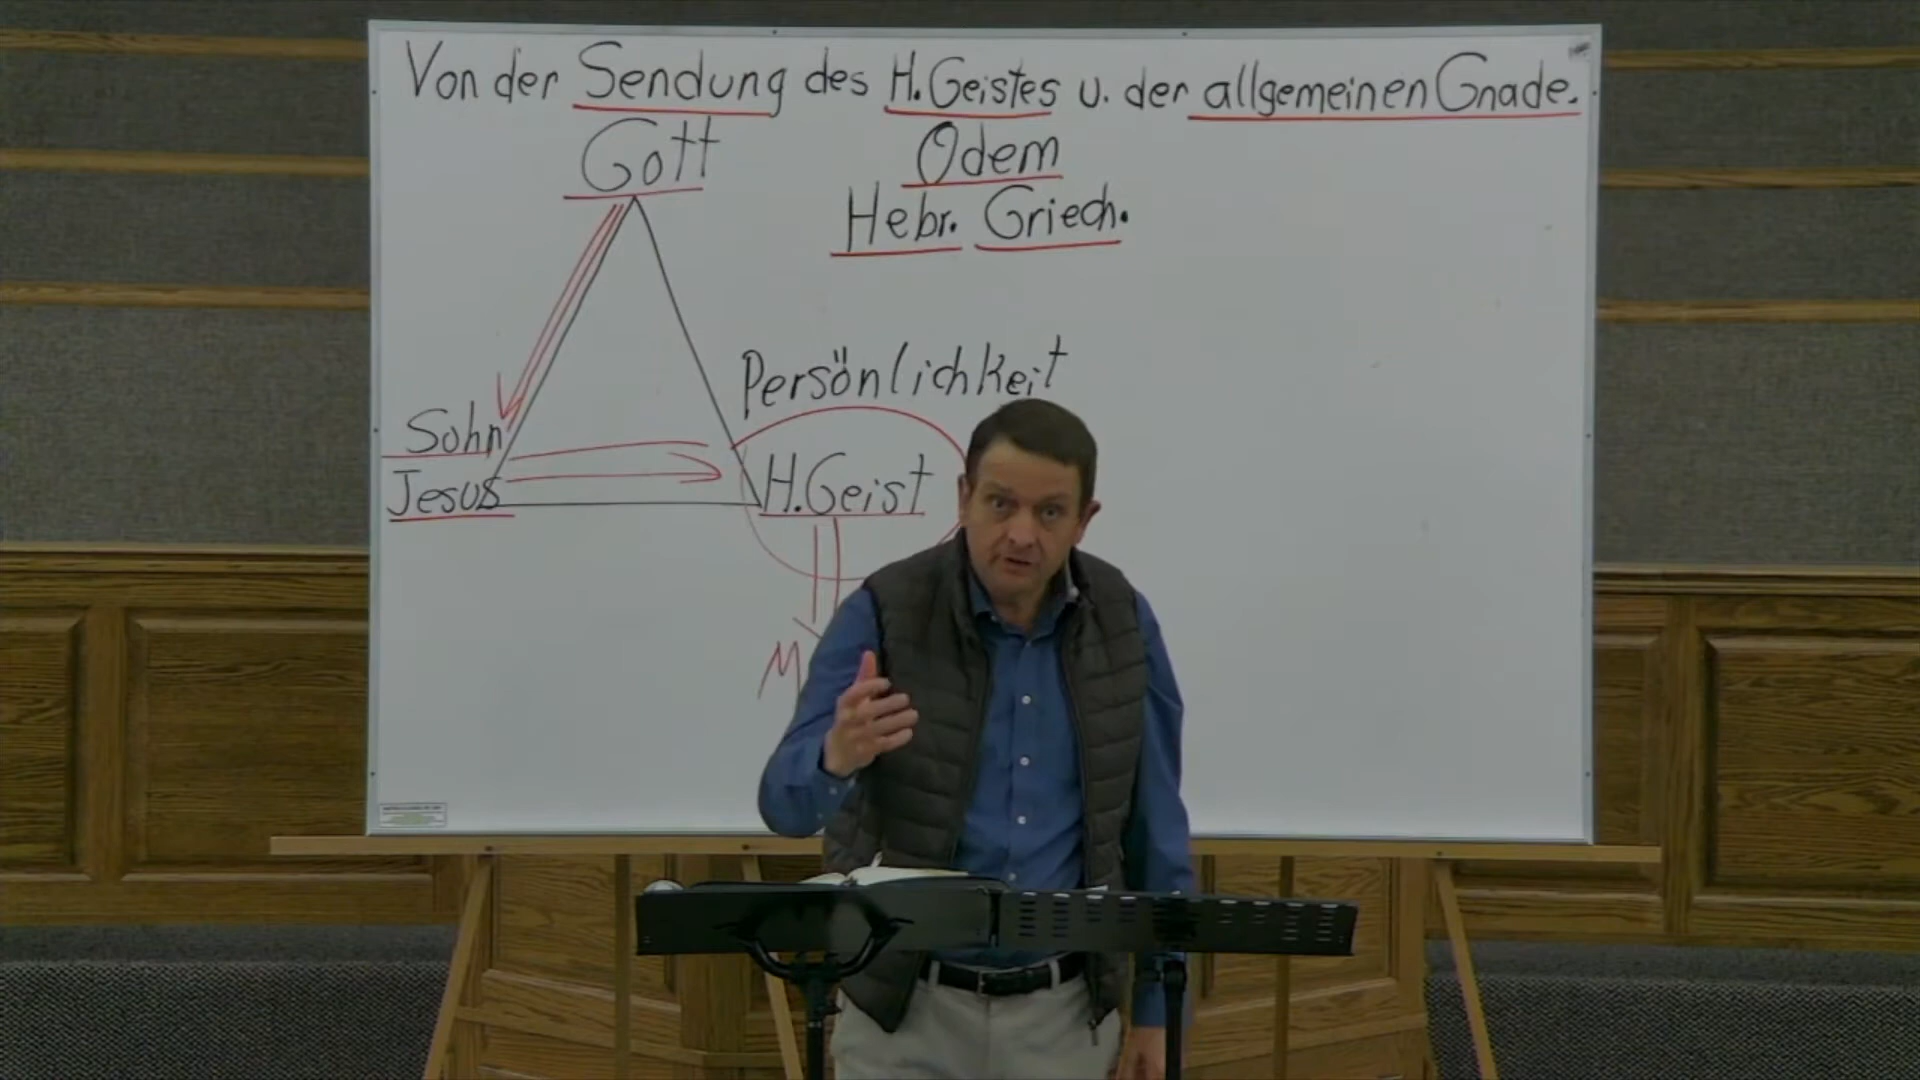 Von der Sendung des H. Geistes u. der allgemeinen Gnade.
Gott
Odem
Hebr. Griech.
Persönlichkeit
Sohn
Jesus
H. Geist
M